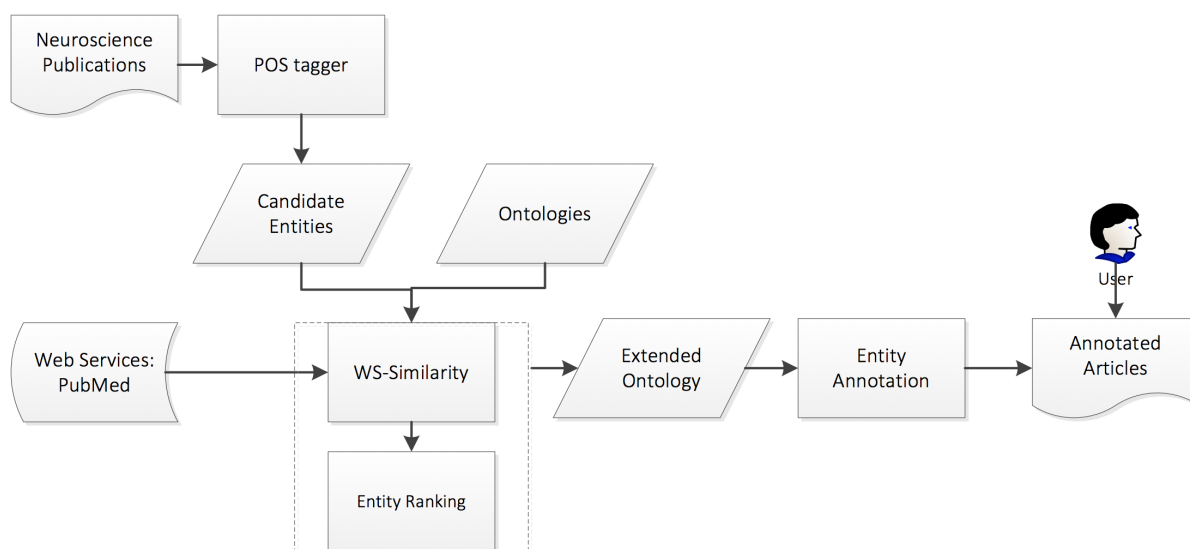 Neuroscience
Publications
POS tagger
Candidate
Entities
Ontologies
User
Web Services:
PubMed
WS-Similarity
Extended
Ontology
Entity
Annotation
Annotated
Articles
Entity Ranking